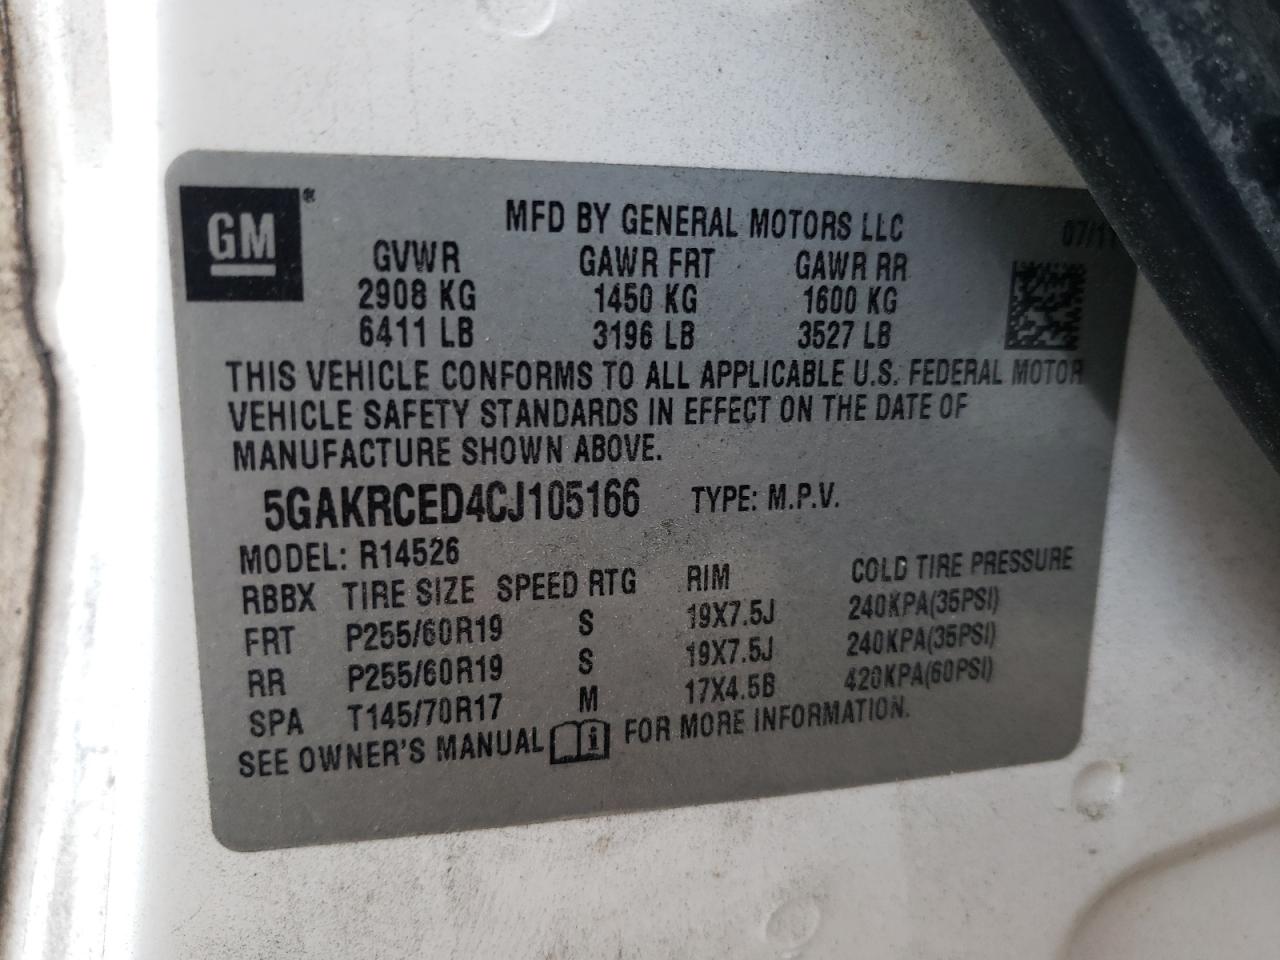 GM®
MFD BY GENERAL MOTORS LLC 07/11
GVWR GAWR FRT GAWR RR
2908 KG 1450 KG 1600 KG
6411 LB 3196 LB 3527 LB
THIS VEHICLE CONFORMS TO ALL APPLICABLE U.S. FEDERAL MOTOR
VEHICLE SAFETY STANDARDS IN EFFECT ON THE DATE OF
MANUFACTURE SHOWN ABOVE.
5GAKRCED4CJ105166 TYPE: M.P.V.
MODEL: R14526
RBBX TIRE SIZE SPEED RTG RIM COLD TIRE PRESSURE
FRT P255/60R19 S 19X7.5J 240KPA(35PSI)
RR P255/60R19 S 19X7.5J 240KPA(35PSI)
SPA T145/70R17 M 17X4.5B 420KPA(60PSI)
SEE OWNER'S MANUAL i FOR MORE INFORMATION.